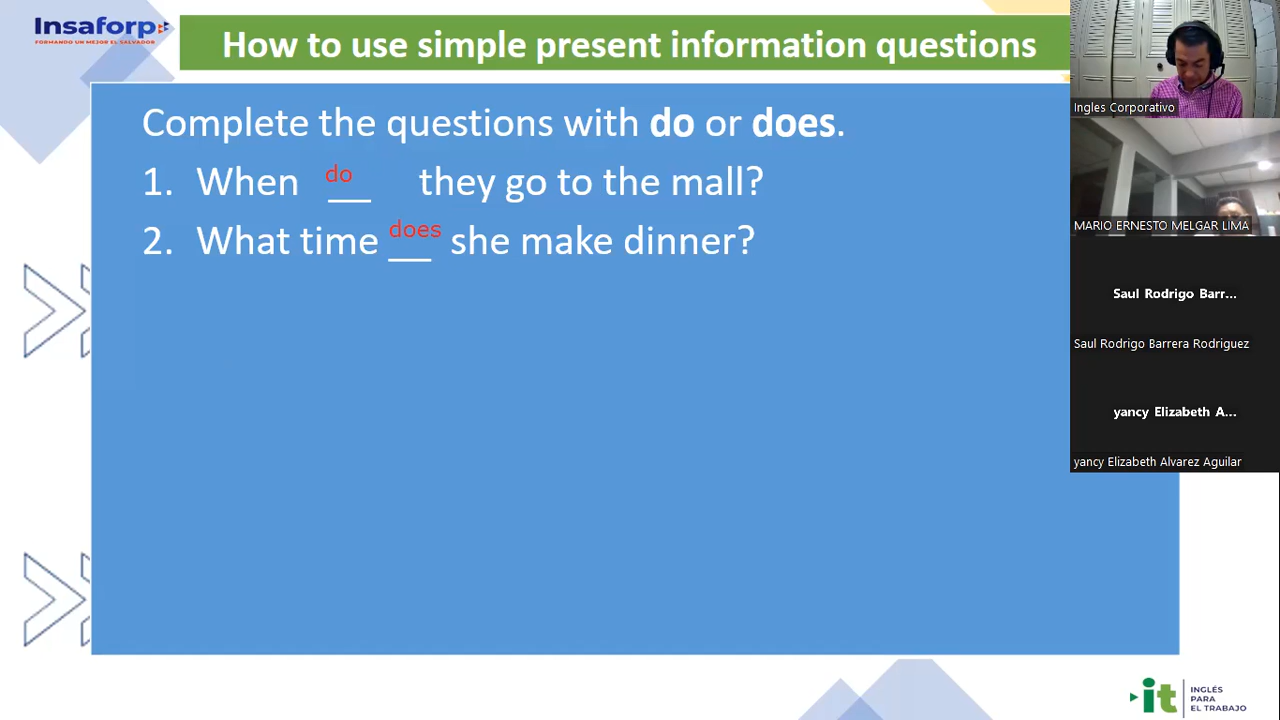 Insaforp
FORMANDO UN MEJOR EL SALVADOR
How to use simple present information questions
Complete the questions with do or does.
1. When do they go to the mall?
2. What time does she make dinner?
Ingles Corporativo
MARIO ERNESTO MELGAR LIMA
Saul Rodrigo Barr...
Saul Rodrigo Barrera Rodriguez
yancy Elizabeth A...
yancy Elizabeth Alvarez Aguilar
it
INGLÉS
PARA
EL TRABAJO